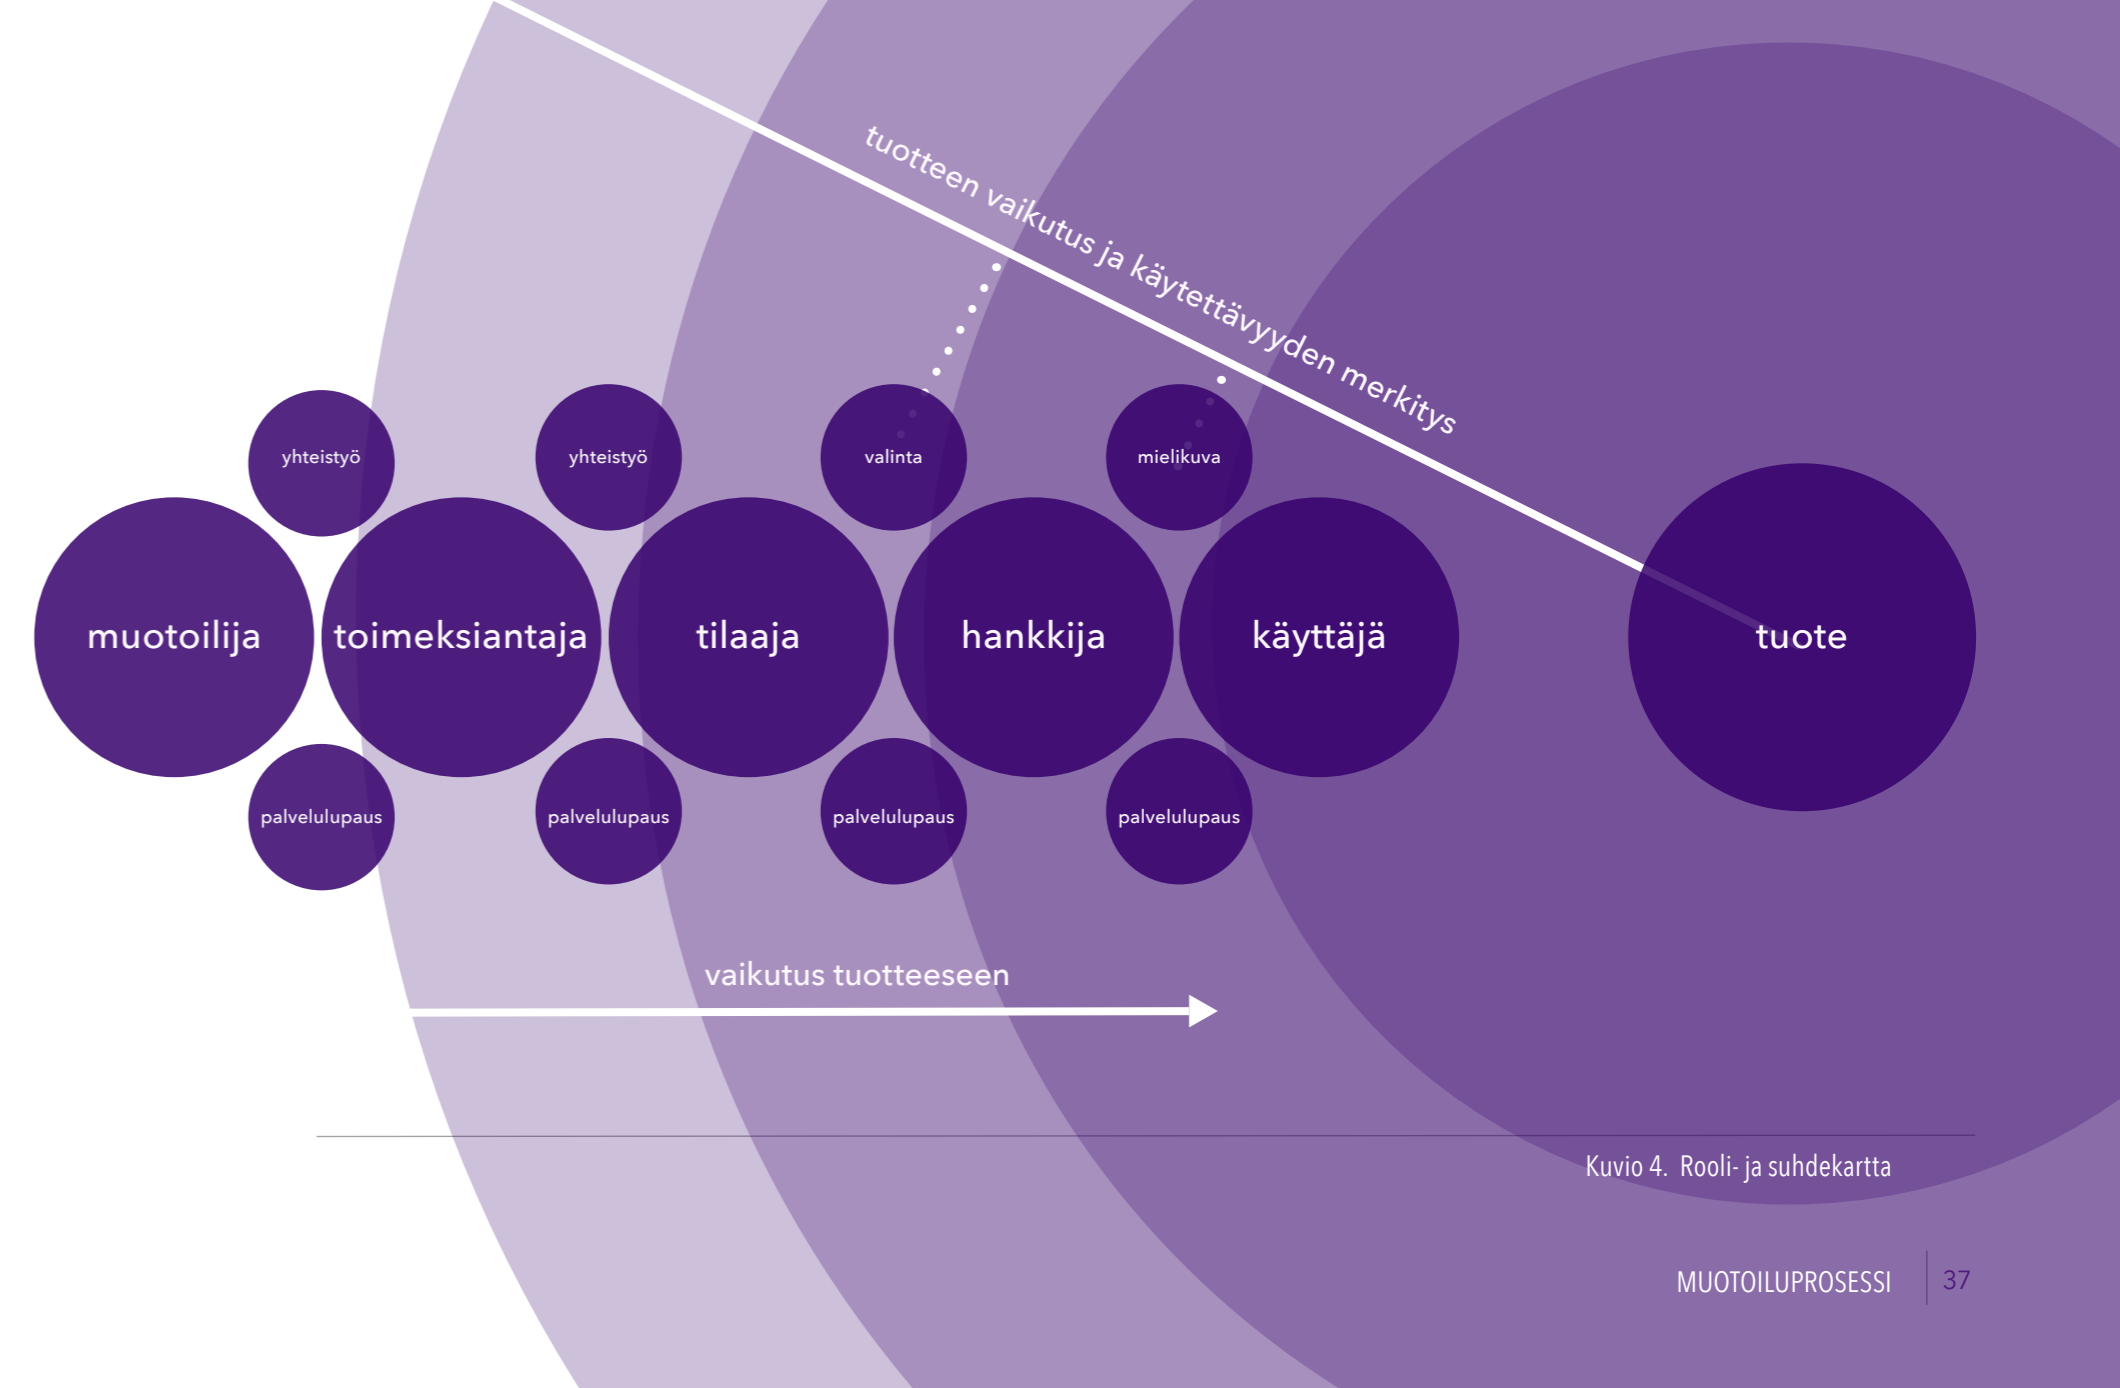 tuotteen vaikutus ja käytettävyyden merkitys
yhteistyö
yhteistyö
valinta
mielikuva
muotoilija
toimeksiantaja
tilaaja
hankkija
käyttäjä
tuote
palvelulupaus
palvelulupaus
palvelulupaus
palvelulupaus
vaikutus tuotteeseen
Kuvio 4. Rooli- ja suhdekartta
MUOTOILUPROSESSI
37